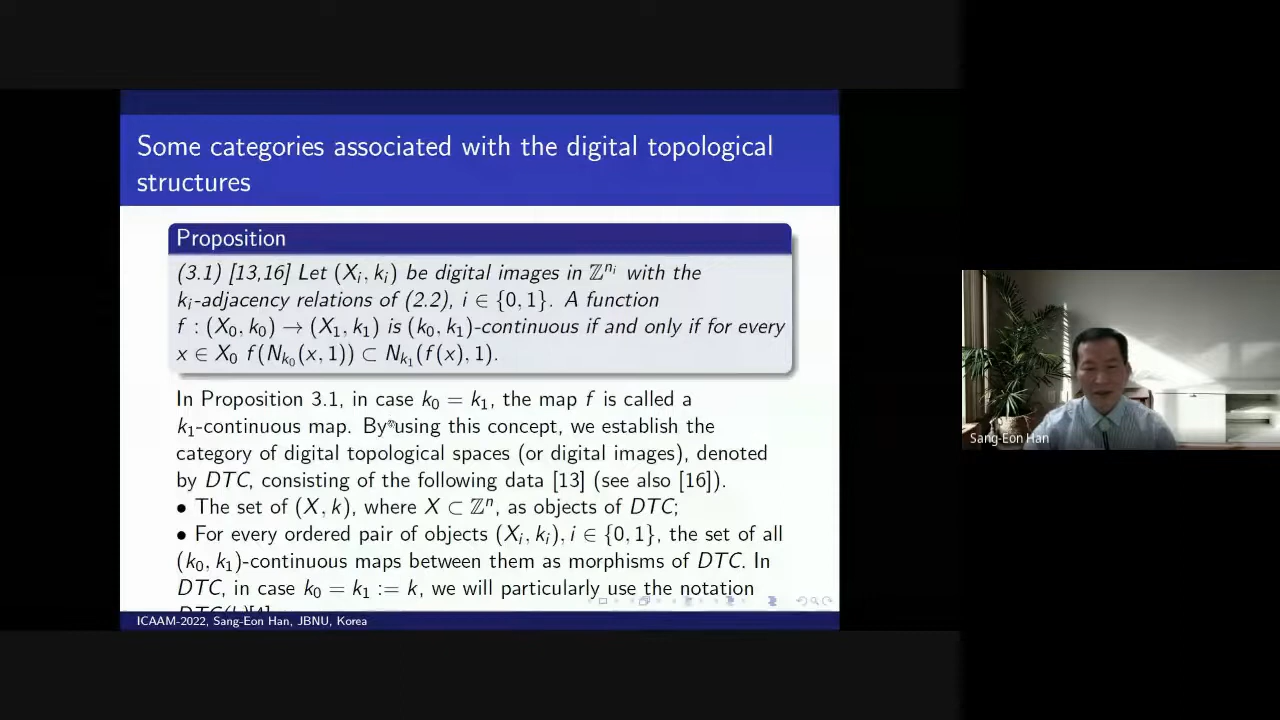 Some categories associated with the digital topological
structures
Proposition
(3.1) [13,16] Let (X_i, k_i) be digital images in ℤ^{n_i} with the
k_i-adjacency relations of (2.2), i ∈ {0, 1}. A function
f : (X_0, k_0) → (X_1, k_1) is (k_0, k_1)-continuous if and only if for every
x ∈ X_0 f(N_{k_0}(x, 1)) ⊂ N_{k_1}(f(x), 1).
In Proposition 3.1, in case k_0 = k_1, the map f is called a
k_1-continuous map. By using this concept, we establish the
category of digital topological spaces (or digital images), denoted
by DTC, consisting of the following data [13] (see also [16]).
• The set of (X, k), where X ⊂ ℤ^n, as objects of DTC;
• For every ordered pair of objects (X_i, k_i), i ∈ {0, 1}, the set of all
(k_0, k_1)-continuous maps between them as morphisms of DTC. In
DTC, in case k_0 = k_1 := k, we will particularly use the notation
ICAAM-2022, Sang-Eon Han, JBNU, Korea
Sang-Eon Han